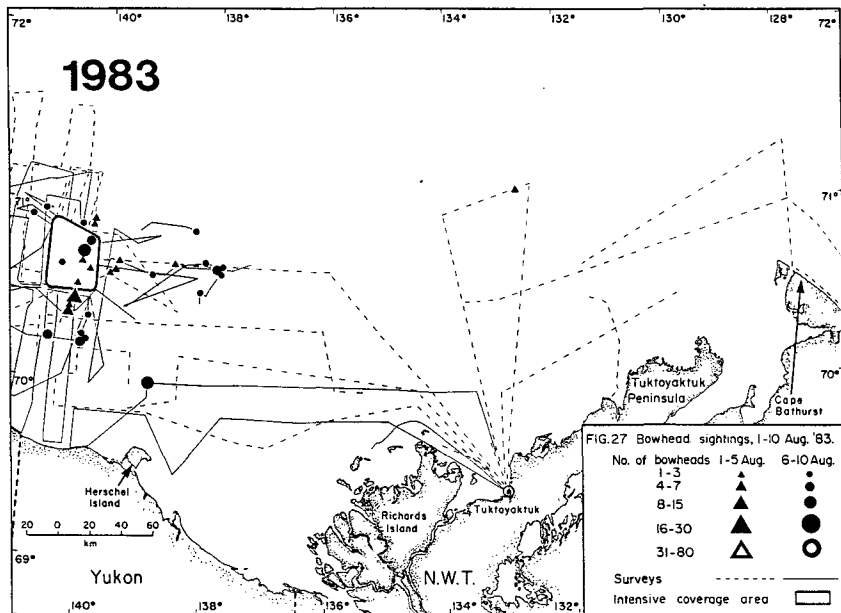 72° 140° 138° 136° 134° 132° 130° 128° 72°
1983
71° 71°
70° 70°
Tuktoyaktuk
Peninsula
Cape
Bathurst
Herschel
Island
Richards
Island
Tuktoyaktuk
20 0 20 40 60
km
69°
Yukon
N.W.T.
140° 138° 136° 134° 132°
FIG.27 Bowhead sightings, 1-10 Aug. '83.
No. of bowheads 1-5 Aug. 6-10 Aug.
1-3
4-7
8-15
16-30
31-80
Surveys
Intensive coverage area